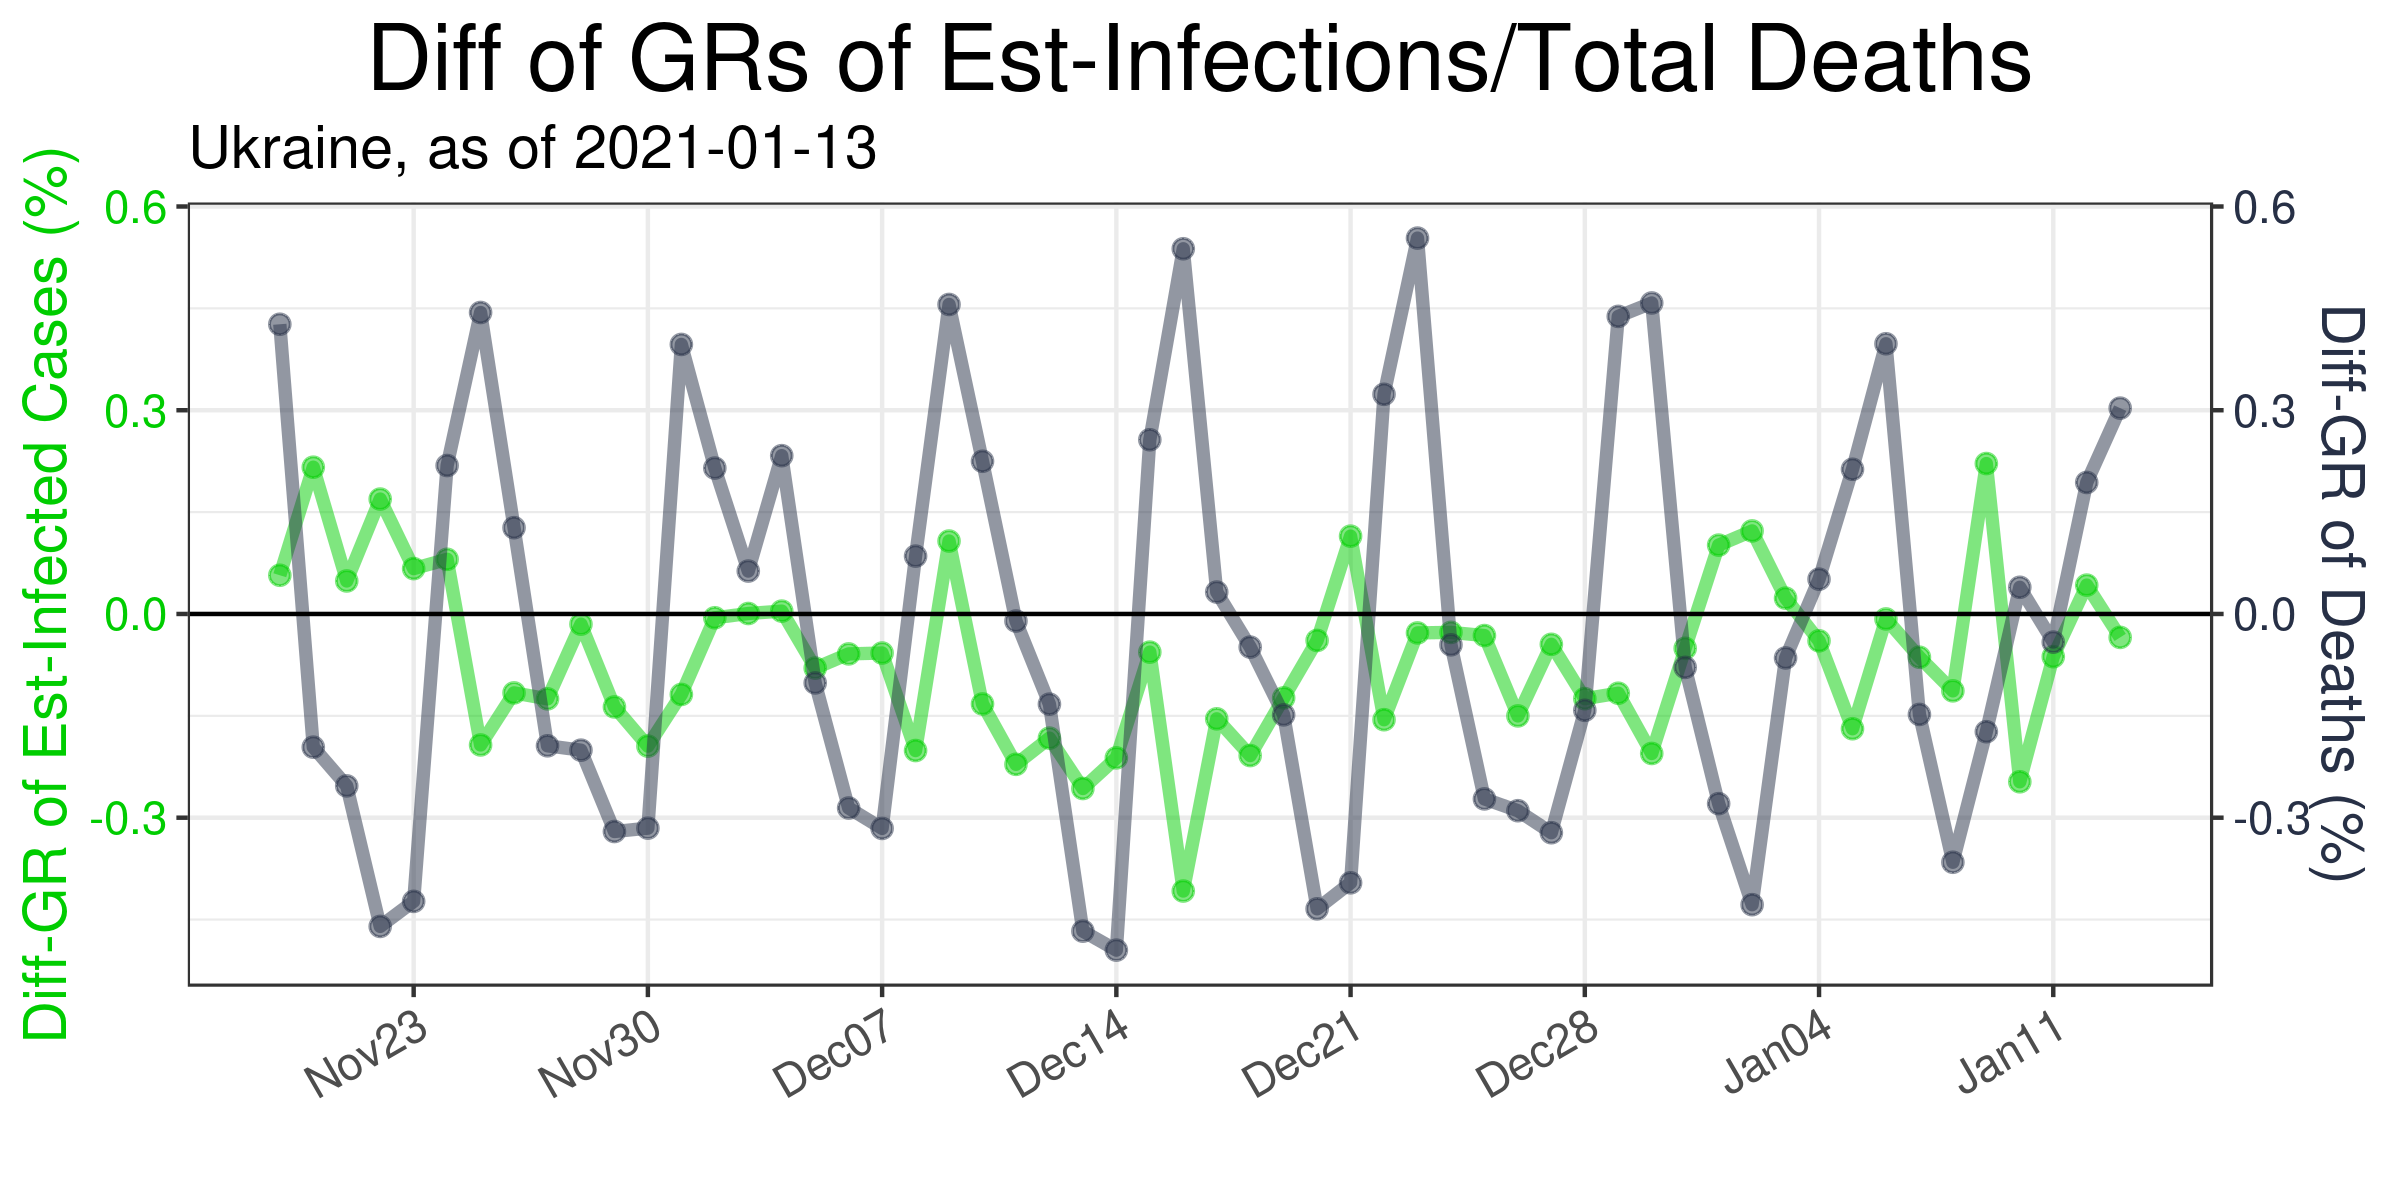 Diff of GRs of Est-Infections/Total Deaths
Ukraine, as of 2021-01-13
Diff-GR of Est-Infected Cases (%)
0.6
0.3
0.0
-0.3
0.6
0.3
0.0
-0.3
Diff-GR of Deaths (%)
Nov23
Nov30
Dec07
Dec14
Dec21
Dec28
Jan04
Jan11